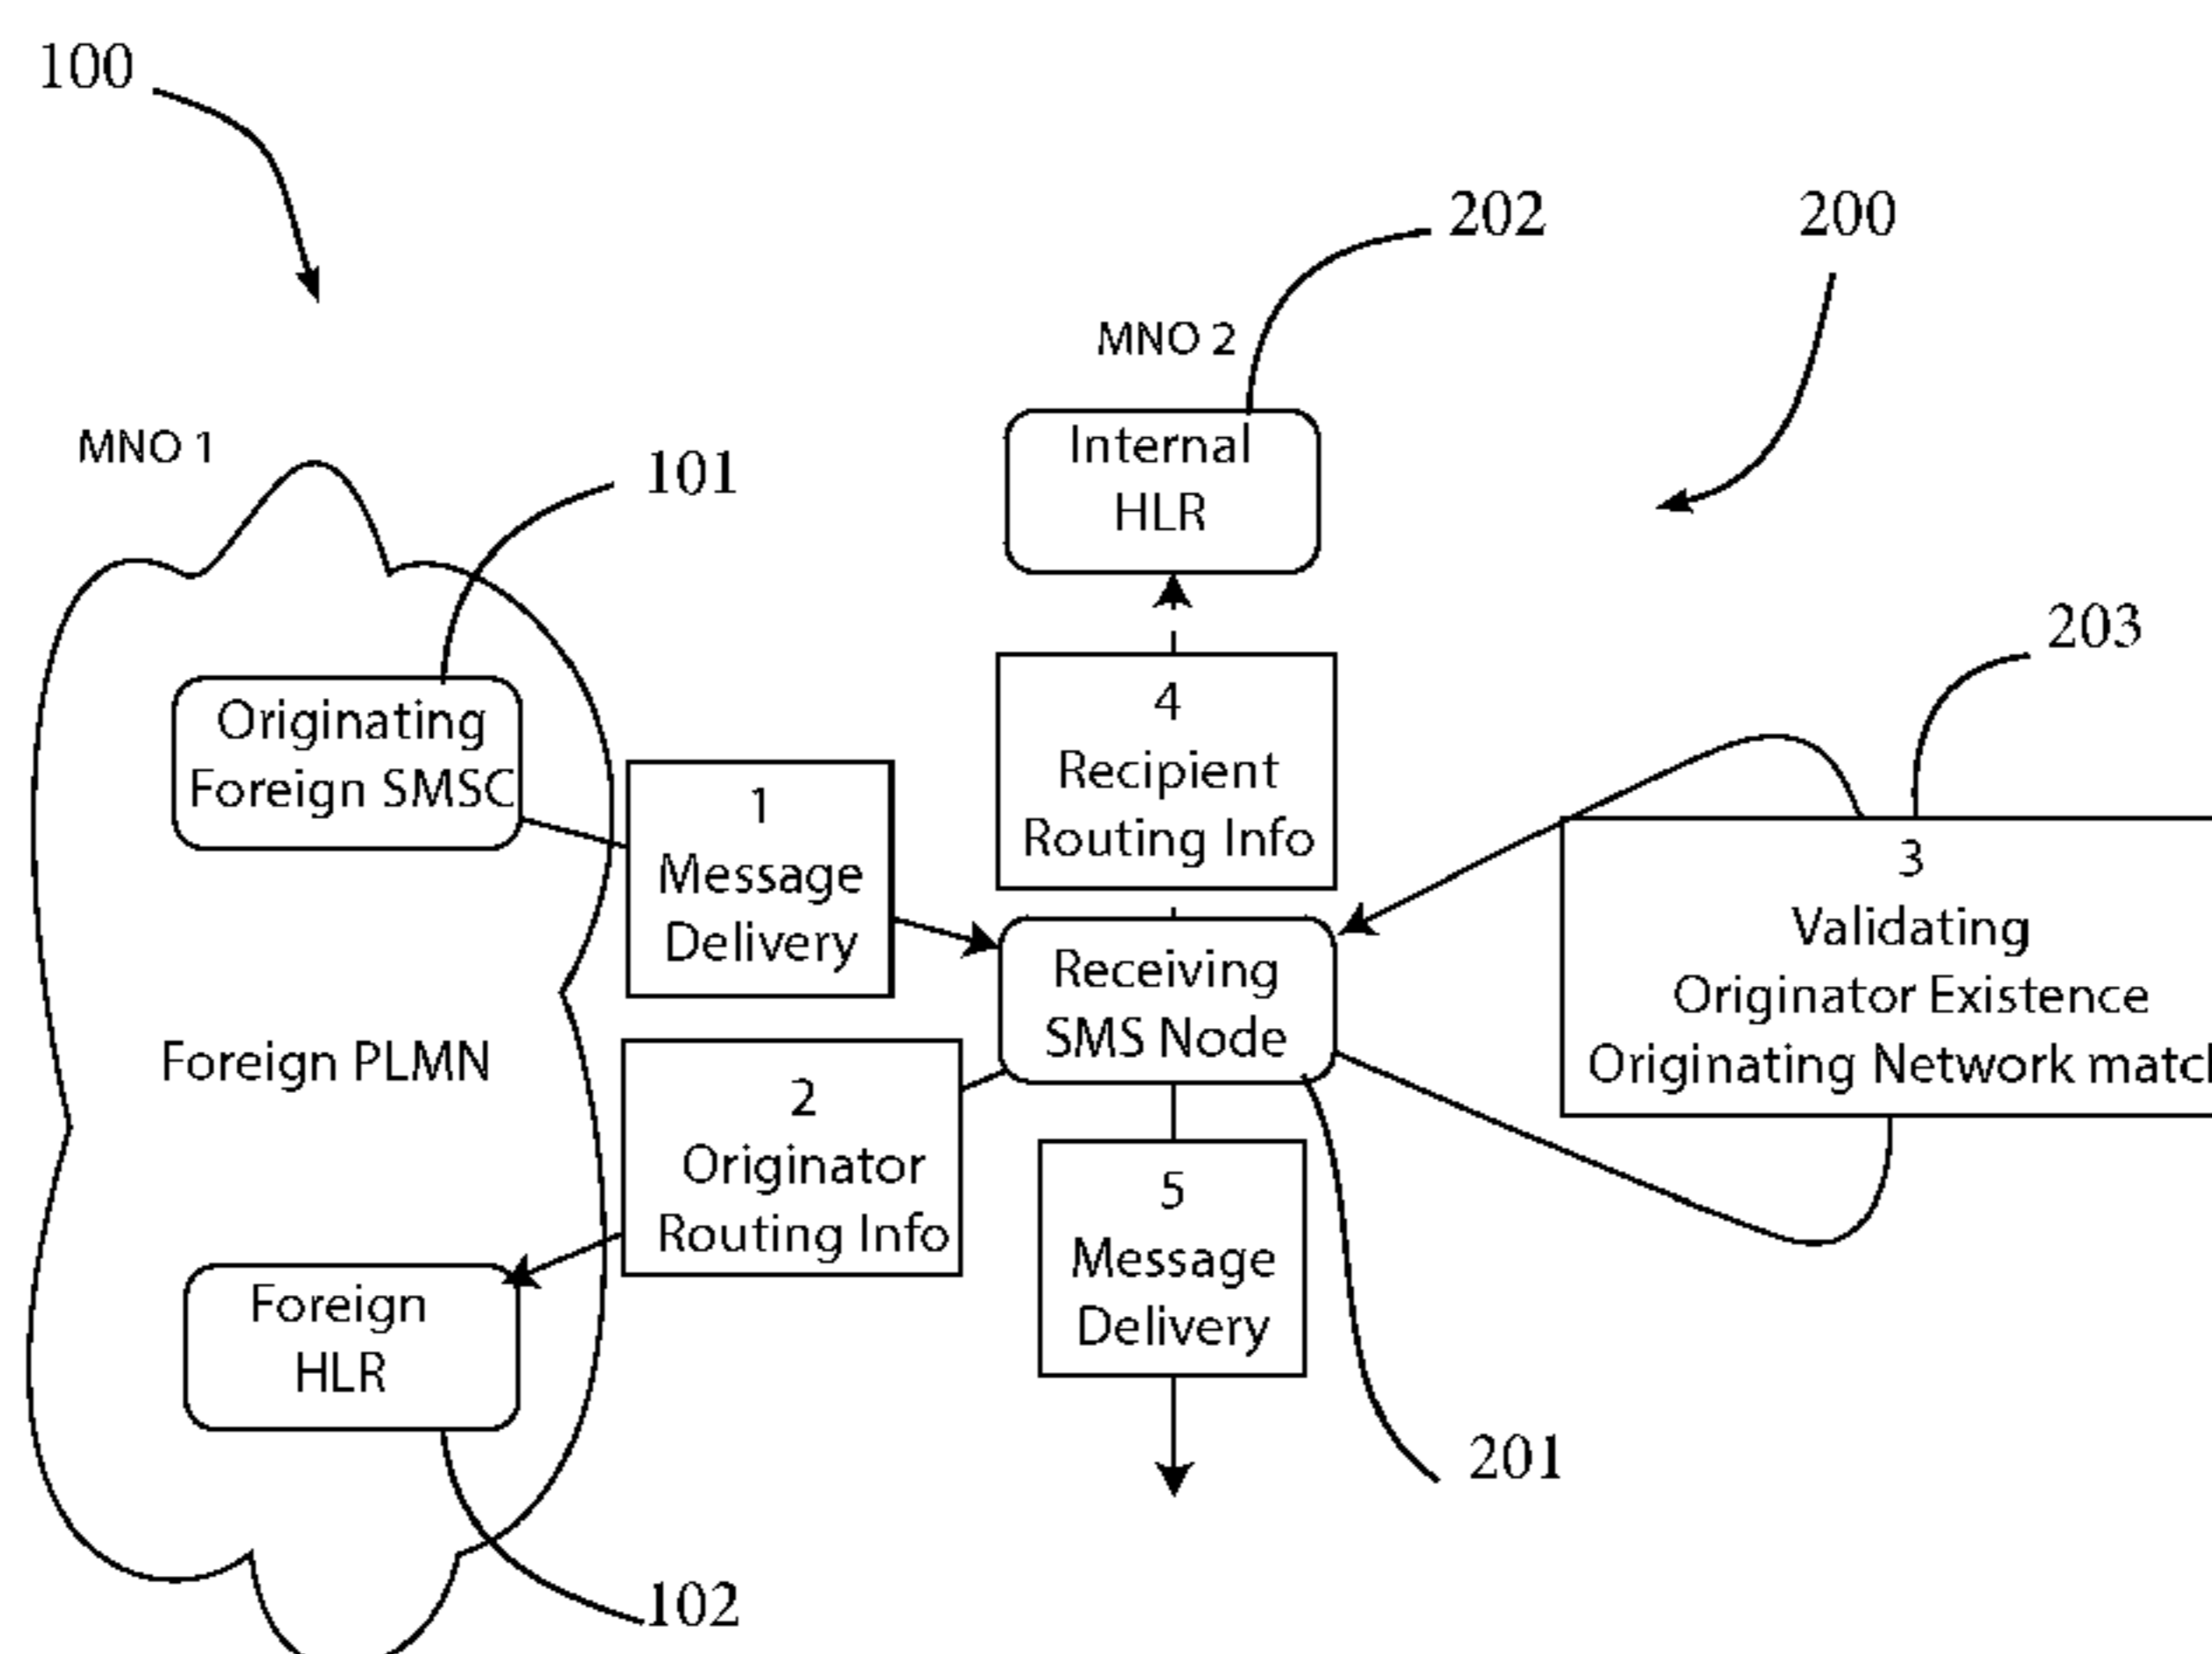 100
202
200
MNO 2
MNO 1
101
Internal
HLR
203
Originating
Foreign SMSC
4
Recipient
Routing Info
1
Message
Delivery
3
Validating
Originator Existence
Originating Network match
Receiving
SMS Node
Foreign PLMN
2
Originator
Routing Info
5
Message
Delivery
Foreign
HLR
201
102